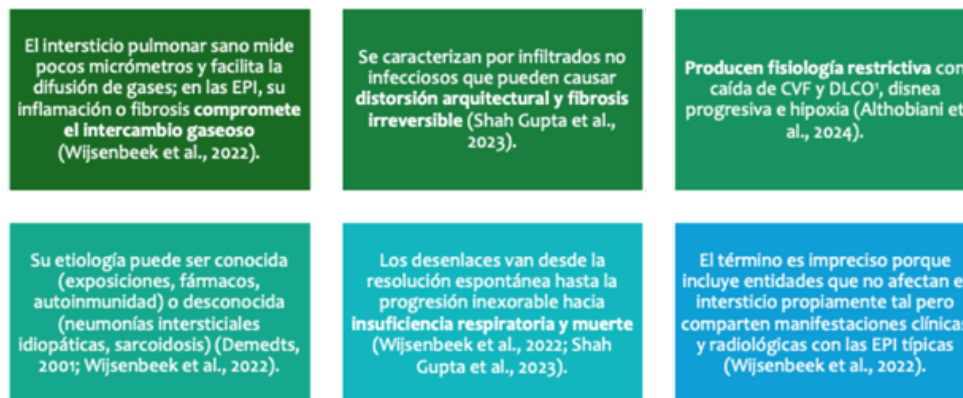 El intersticio pulmonar sano mide
pocos micrómetros y facilita la
difusión de gases; en las EPI, su
inflamación o fibrosis compromete
el intercambio gaseoso
(Wijsenbeek et al., 2022).
Se caracterizan por infiltrados no
infecciosos que pueden causar
distorsión arquitectural y fibrosis
irreversible (Shah Gupta et al.,
2023).
Producen fisiología restrictiva con
caída de CVF y DLCO¹, disnea
progresiva e hipoxia (Althobiani et
al., 2024).
Su etiología puede ser conocida
(exposiciones, fármacos,
autoinmunidad) o desconocida
(neumonías intersticiales
idiopáticas, sarcoidosis) (Demedts,
2001; Wijsenbeek et al., 2022).
Los desenlaces van desde la
resolución espontánea hasta la
progresión inexorable hacia
insuficiencia respiratoria y muerte
(Wijsenbeek et al., 2022; Shah
Gupta et al., 2023).
El término es impreciso porque
incluye entidades que no afectan el
intersticio propiamente tal pero
comparten manifestaciones clínicas
y radiológicas con las EPI típicas
(Wijsenbeek et al., 2022).